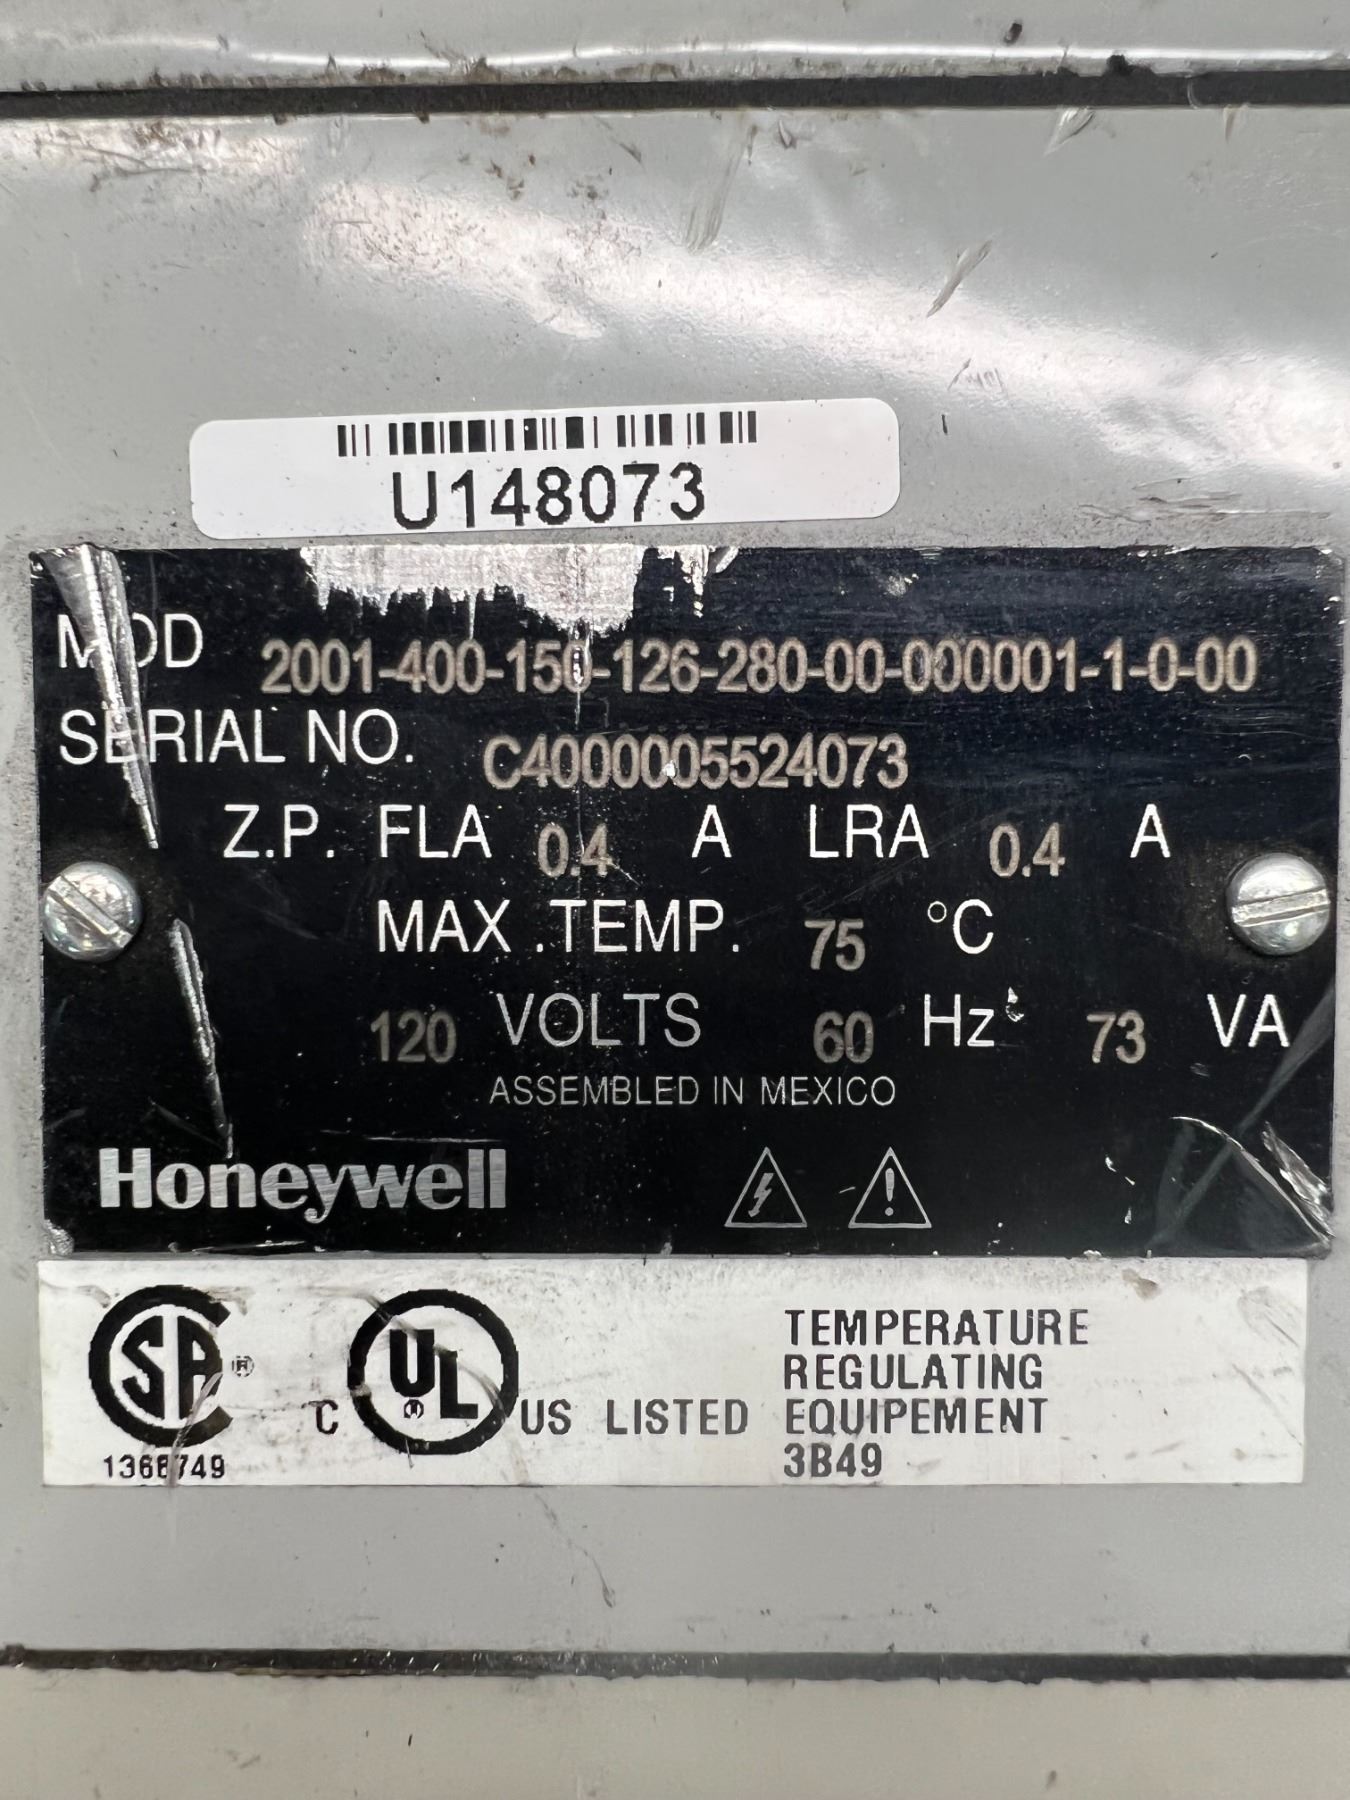 U148073
MOD 2001-400-150-126-280-00-000001-1-0-00
SERIAL NO. C4000005524073
Z.P. FLA 0.4 A LRA 0.4 A
MAX .TEMP. 75 °C
120 VOLTS 60 Hz 73 VA
ASSEMBLED IN MEXICO
Honeywell
SA ®
1368749
C UL US LISTED
TEMPERATURE
REGULATING
EQUIPEMENT
3B49